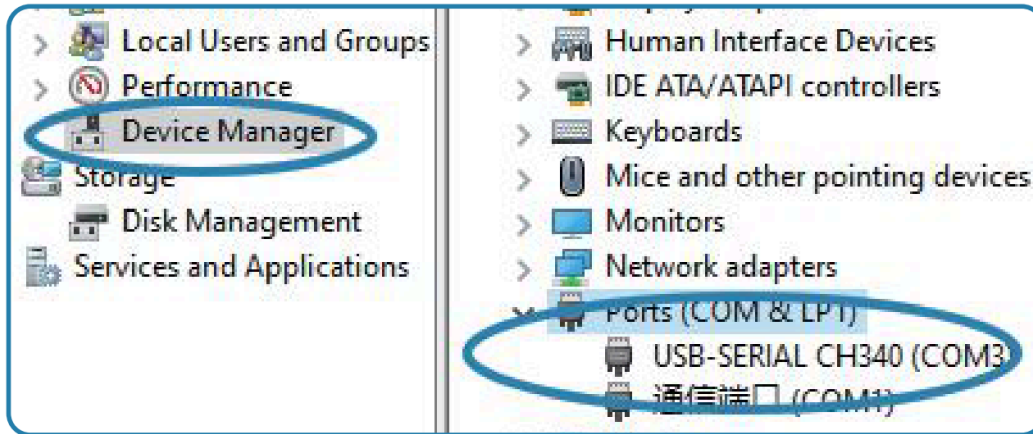 Local Users and Groups
Performance
Device Manager
Storage
Disk Management
Services and Applications
Human Interface Devices
IDE ATA/ATAPI controllers
Keyboards
Mice and other pointing devices
Monitors
Network adapters
Ports (COM & LPT)
USB-SERIAL CH340 (COM3)
通信端口 (COM1)